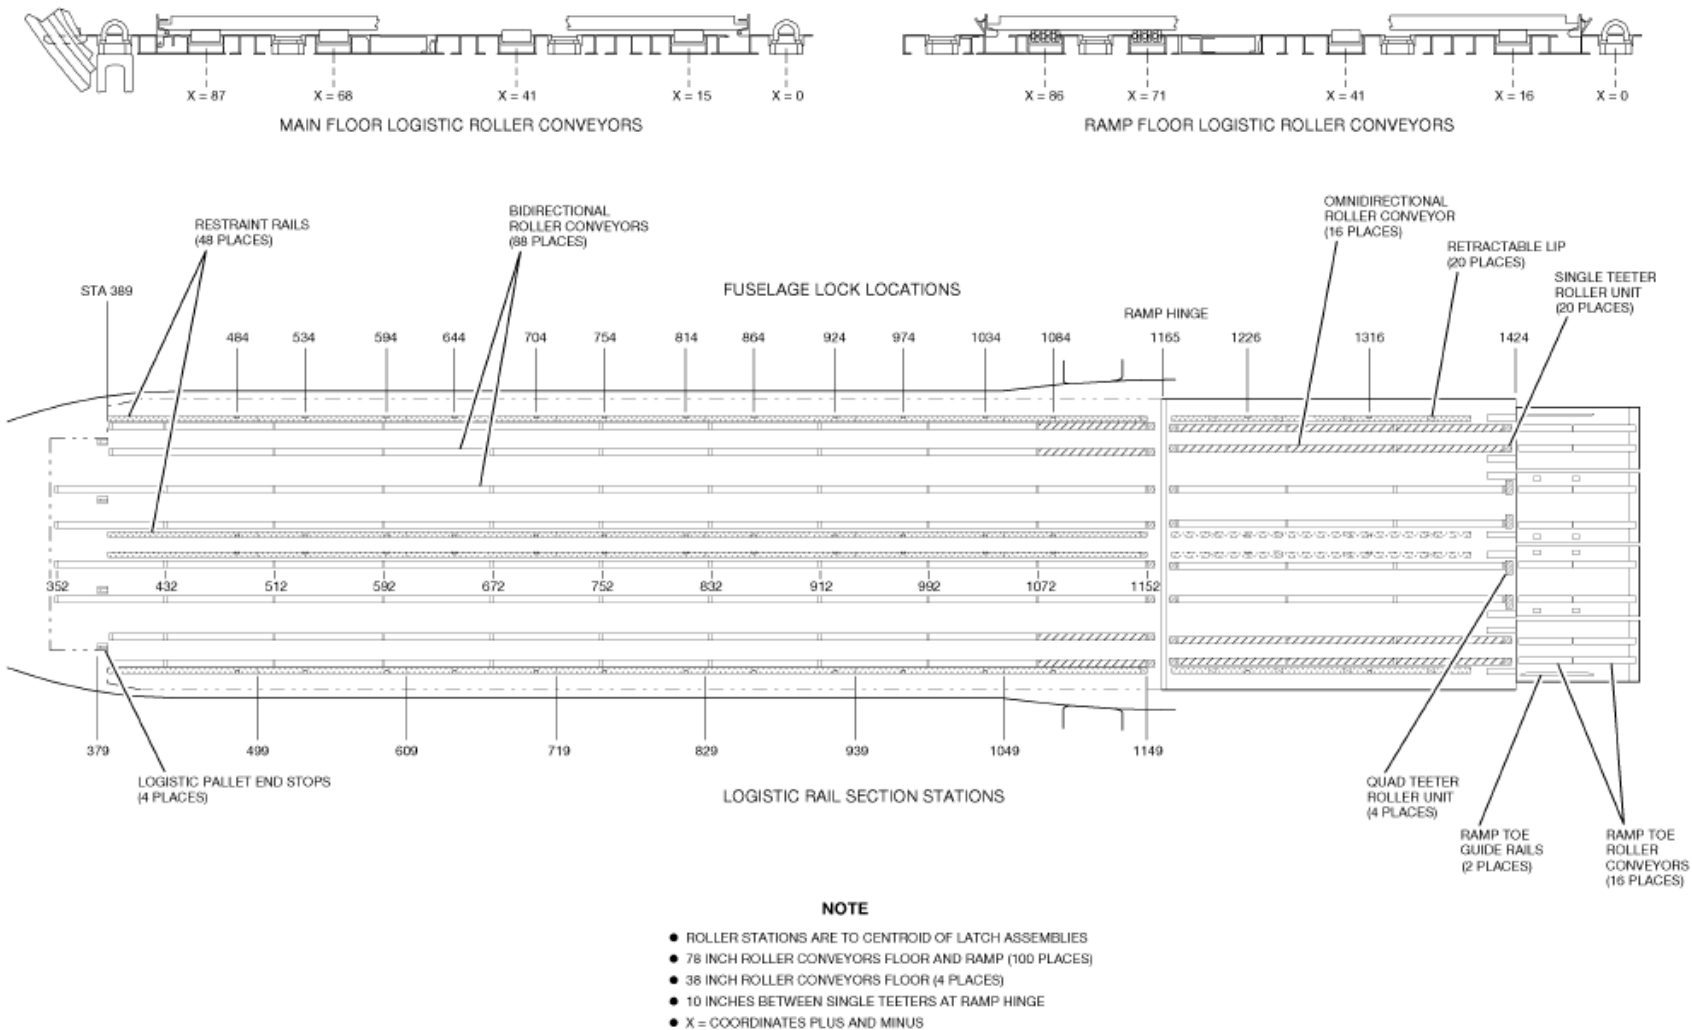 X = 87
X = 68
X = 41
X = 15
X = 0
MAIN FLOOR LOGISTIC ROLLER CONVEYORS
X = 86
X = 71
X = 41
X = 16
X = 0
RAMP FLOOR LOGISTIC ROLLER CONVEYORS
RESTRAINT RAILS
(48 PLACES)
BIDIRECTIONAL
ROLLER CONVEYORS
(88 PLACES)
OMNIDIRECTIONAL
ROLLER CONVEYOR
(16 PLACES)
RETRACTABLE LIP
(20 PLACES)
SINGLE TEETER
ROLLER UNIT
(20 PLACES)
STA 389
FUSELAGE LOCK LOCATIONS
RAMP HINGE
484 534 594 644 704 754 814 864 924 974 1034 1084 1165 1226 1316 1424
352 432 512 592 672 752 832 912 992 1072 1152
379 499 609 719 829 939 1049 1149
LOGISTIC PALLET END STOPS
(4 PLACES)
LOGISTIC RAIL SECTION STATIONS
QUAD TEETER
ROLLER UNIT
(4 PLACES)
RAMP TOE
GUIDE RAILS
(2 PLACES)
RAMP TOE
ROLLER
CONVEYORS
(16 PLACES)
NOTE
● ROLLER STATIONS ARE TO CENTROID OF LATCH ASSEMBLIES
● 78 INCH ROLLER CONVEYORS FLOOR AND RAMP (100 PLACES)
● 38 INCH ROLLER CONVEYORS FLOOR (4 PLACES)
● 10 INCHES BETWEEN SINGLE TEETERS AT RAMP HINGE
● X = COORDINATES PLUS AND MINUS